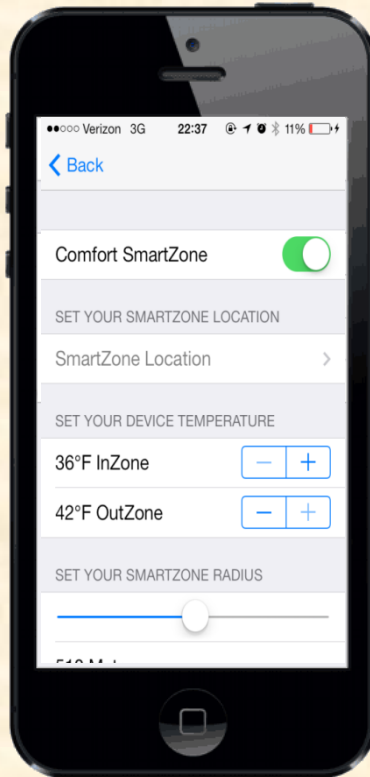 Verizon 3G 22:37 11%
Back
Comfort SmartZone
SET YOUR SMARTZONE LOCATION
SmartZone Location
SET YOUR DEVICE TEMPERATURE
36°F InZone − +
42°F OutZone − +
SET YOUR SMARTZONE RADIUS